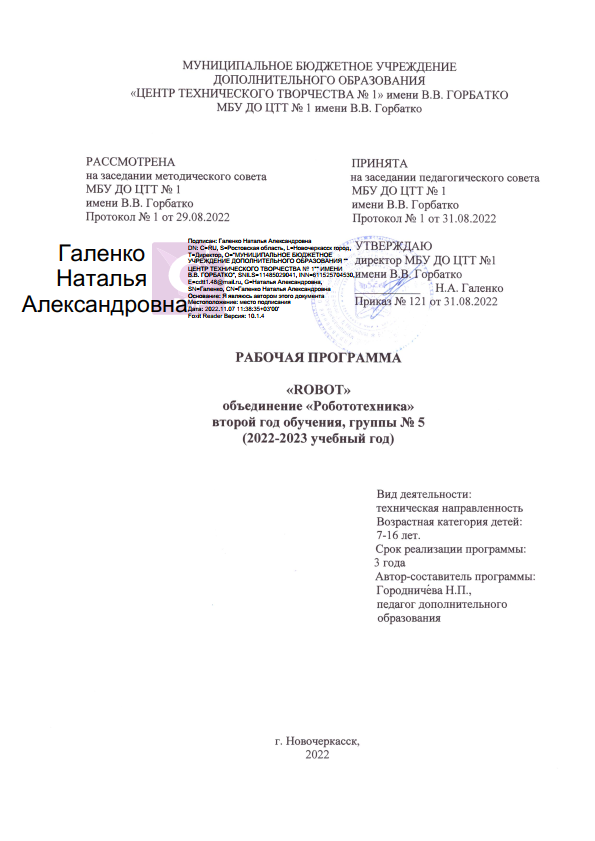 МУНИЦИПАЛЬНОЕ БЮДЖЕТНОЕ УЧРЕЖДЕНИЕ
ДОПОЛНИТЕЛЬНОГО ОБРАЗОВАНИЯ
«ЦЕНТР ТЕХНИЧЕСКОГО ТВОРЧЕСТВА № 1» имени В.В. ГОРБАТКО
МБУ ДО ЦТТ № 1 имени В.В. Горбатко
РАССМОТРЕНА
на заседании методического совета
МБУ ДО ЦТТ № 1
имени В.В. Горбатко
Протокол № 1 от 29.08.2022
ПРИНЯТА
на заседании педагогического совета
МБУ ДО ЦТТ № 1
имени В.В. Горбатко
Протокол № 1 от 31.08.2022
Галенко
Наталья
Александровна
Подписан: Галенко Наталья Александровна
DN: C=RU, S=Ростовская область, L=Новочеркасск город,
T=Директор, O="МУНИЦИПАЛЬНОЕ БЮДЖЕТНОЕ
УЧРЕЖДЕНИЕ ДОПОЛНИТЕЛЬНОГО ОБРАЗОВАНИЯ ""
ЦЕНТР ТЕХНИЧЕСКОГО ТВОРЧЕСТВА № 1"" ИМЕНИ
В.В. ГОРБАТКО", SNILS=11485029041, INN=611525704530,
E=cdtt1.48@mail.ru, G=Наталья Александровна,
SN=Галенко, CN=Галенко Наталья Александровна
Основание: Я являюсь автором этого документа
Местоположение: место подписания
Дата: 2022.11.07 11:38:35+03'00'
Foxit Reader Версия: 10.1.4
УТВЕРЖДАЮ
директор МБУ ДО ЦТТ №1
имени В.В. Горбатко
Н.А. Галенко
Приказ № 121 от 31.08.2022
РАБОЧАЯ ПРОГРАММА
«ROBOT»
объединение «Робототехника»
второй год обучения, группы № 5
(2022-2023 учебный год)
Вид деятельности:
техническая направленность
Возрастная категория детей:
7-16 лет.
Срок реализации программы:
3 года
Автор-составитель программы:
Городниче́ва Н.П.,
педагог дополнительного
образования
г. Новочеркасск,
2022